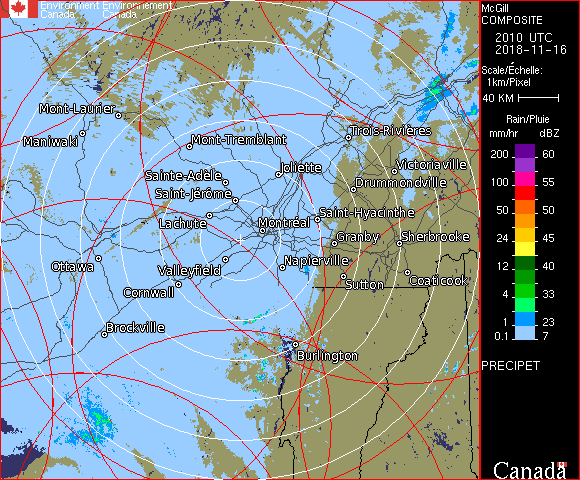 Environment Environnement
Canada Canada
McGill
COMPOSITE
2010 UTC
2018-11-16
Scale/Échelle:
1km/Pixel
40 KM
Rain/Pluie
mm/hr dBZ
200 60
100 55
50 50
24 45
12 40
4 33
1 23
0.1 7
PRECIPET
Canada
Mont-Laurier
Maniwaki
Mont-Tremblant
Trois-Rivières
Joliette
Victoriaville
Sainte-Adèle
Drummondville
Saint-Jérôme
Lachute
Saint-Hyacinthe
Montréal
Granby
Sherbrooke
Ottawa
Valleyfield
Napierville
Cornwall
Sutton
Coaticook
Brockville
Burlington